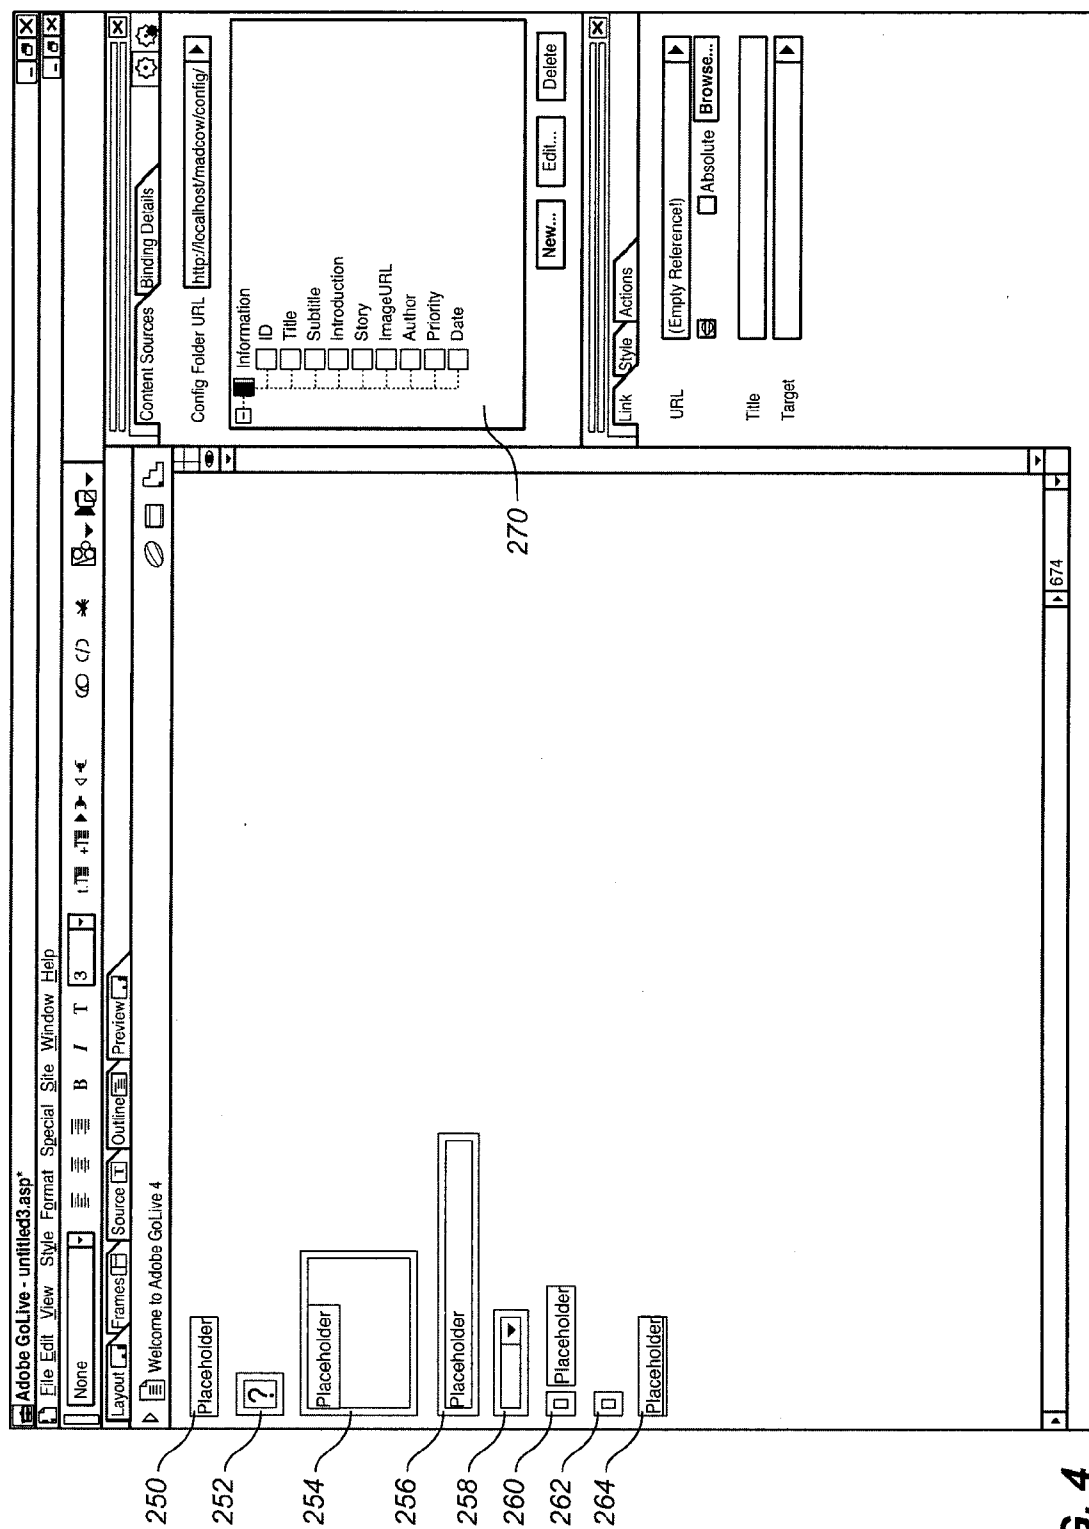 Adobe GoLive - untitled3.asp*
File Edit View Style Format Special Site Window Help
None
B I T 3
Layout Frames Source Outline Preview
Welcome to Adobe GoLive 4
Placeholder
?
Placeholder
Placeholder
Placeholder
Placeholder
674
Content Sources Binding Details
Config Folder URL http://localhost/madcow/config/
Information
ID
Title
Subtitle
Introduction
Story
ImageURL
Author
Priority
Date
New... Edit... Delete
Link Style Actions
URL (Empty Reference!)
Absolute Browse...
Title
Target
250
252
254
256
258
260
262
264
270
4